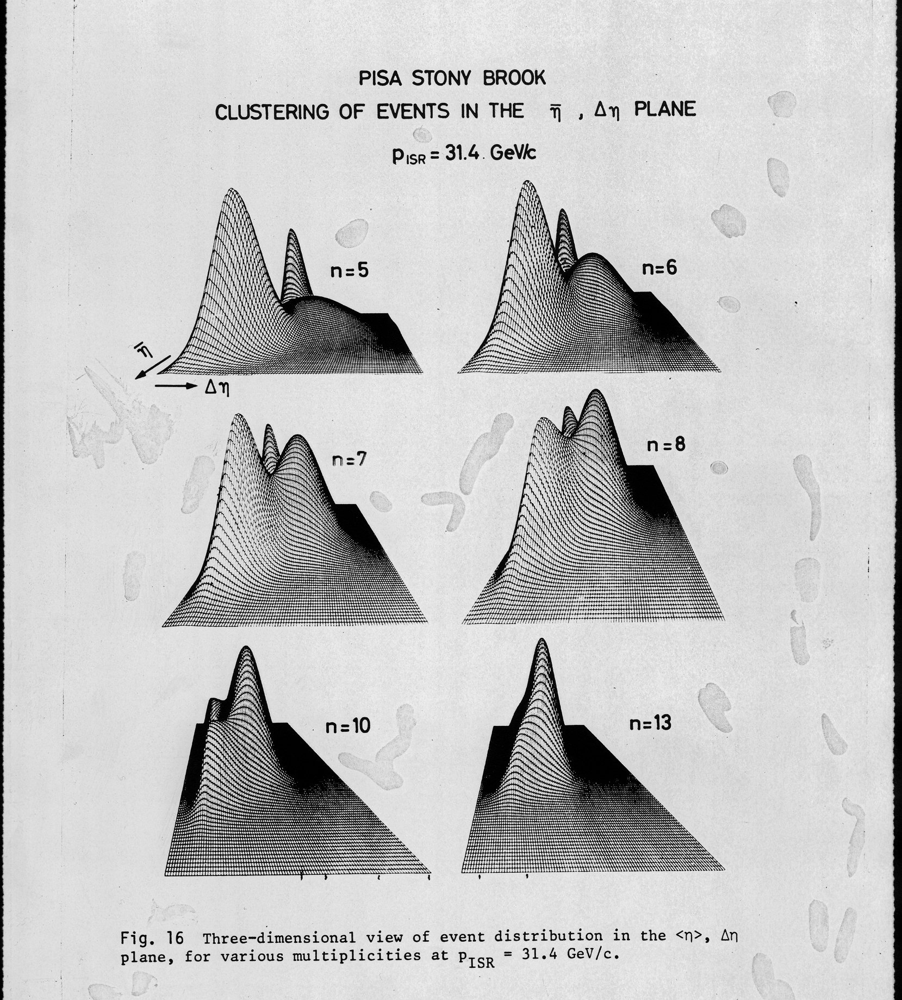 PISA STONY BROOK
CLUSTERING OF EVENTS IN THE η̅ , Δη PLANE
pISR = 31.4 GeV/c
n=5
n=6
η̅
Δη
n=7
n=8
n=10
n=13
Fig. 16 Three-dimensional view of event distribution in the <η>, Δη
plane, for various multiplicities at pISR = 31.4 GeV/c.